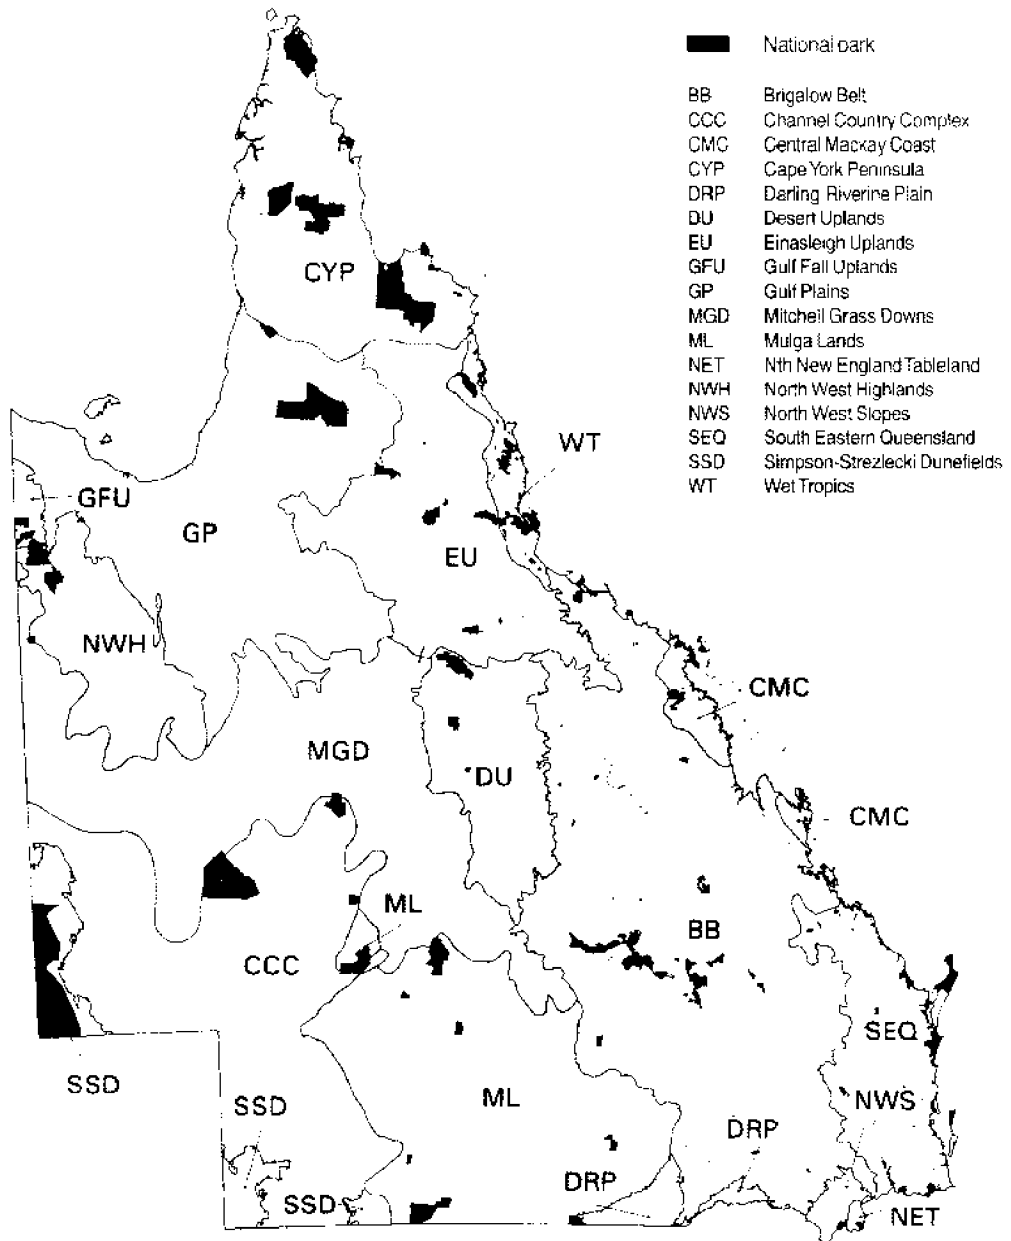 National park
BB Brigalow Belt
CCC Channel Country Complex
CMC Central Mackay Coast
CYP Cape York Peninsula
DRP Darling Riverine Plain
DU Desert Uplands
EU Einasleigh Uplands
GFU Gulf Fall Uplands
GP Gulf Plains
MGD Mitchell Grass Downs
ML Mulga Lands
NET Nth New England Tableland
NWH North West Highlands
NWS North West Slopes
SEQ South Eastern Queensland
SSD Simpson-Strezlecki Dunefields
WT Wet Tropics
CYP
WT
GFU
GP
EU
NWH
CMC
MGD
DU
CMC
ML
BB
CCC
SEQ
SSD
ML
NWS
SSD
DRP
DRP
SSD
NET